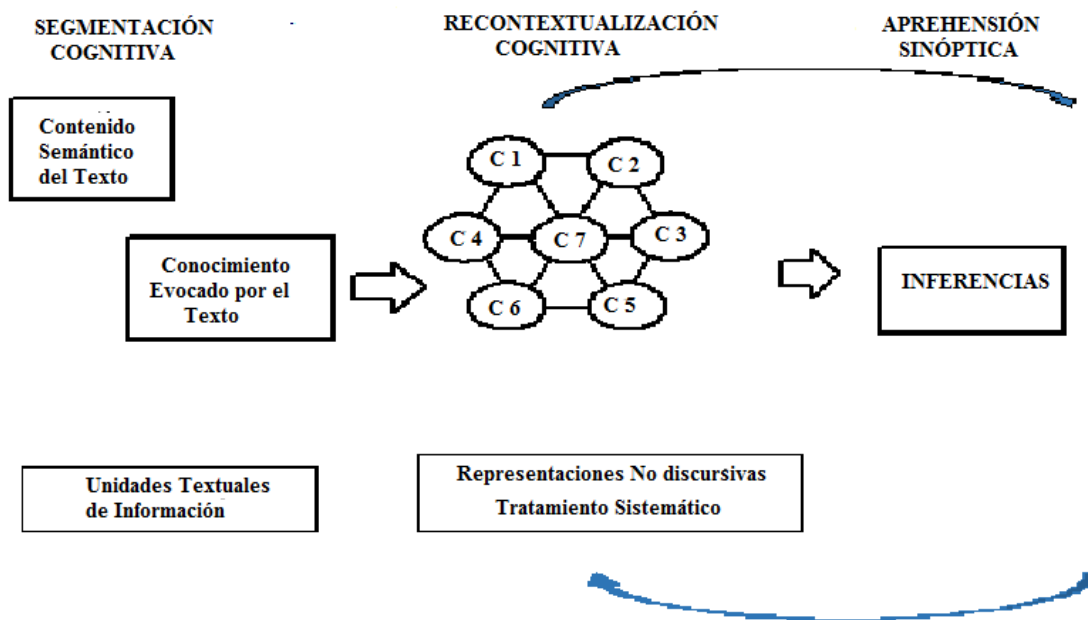 SEGMENTACIÓN
COGNITIVA
RECONTEXTUALIZACIÓN
COGNITIVA
APREHENSIÓN
SINÓPTICA
Contenido
Semántico
del Texto
C 1
C 2
C 4
C 7
C 3
Conocimiento
Evocado por el
Texto
INFERENCIAS
C 6
C 5
Unidades Textuales
de Información
Representaciones No discursivas
Tratamiento Sistemático